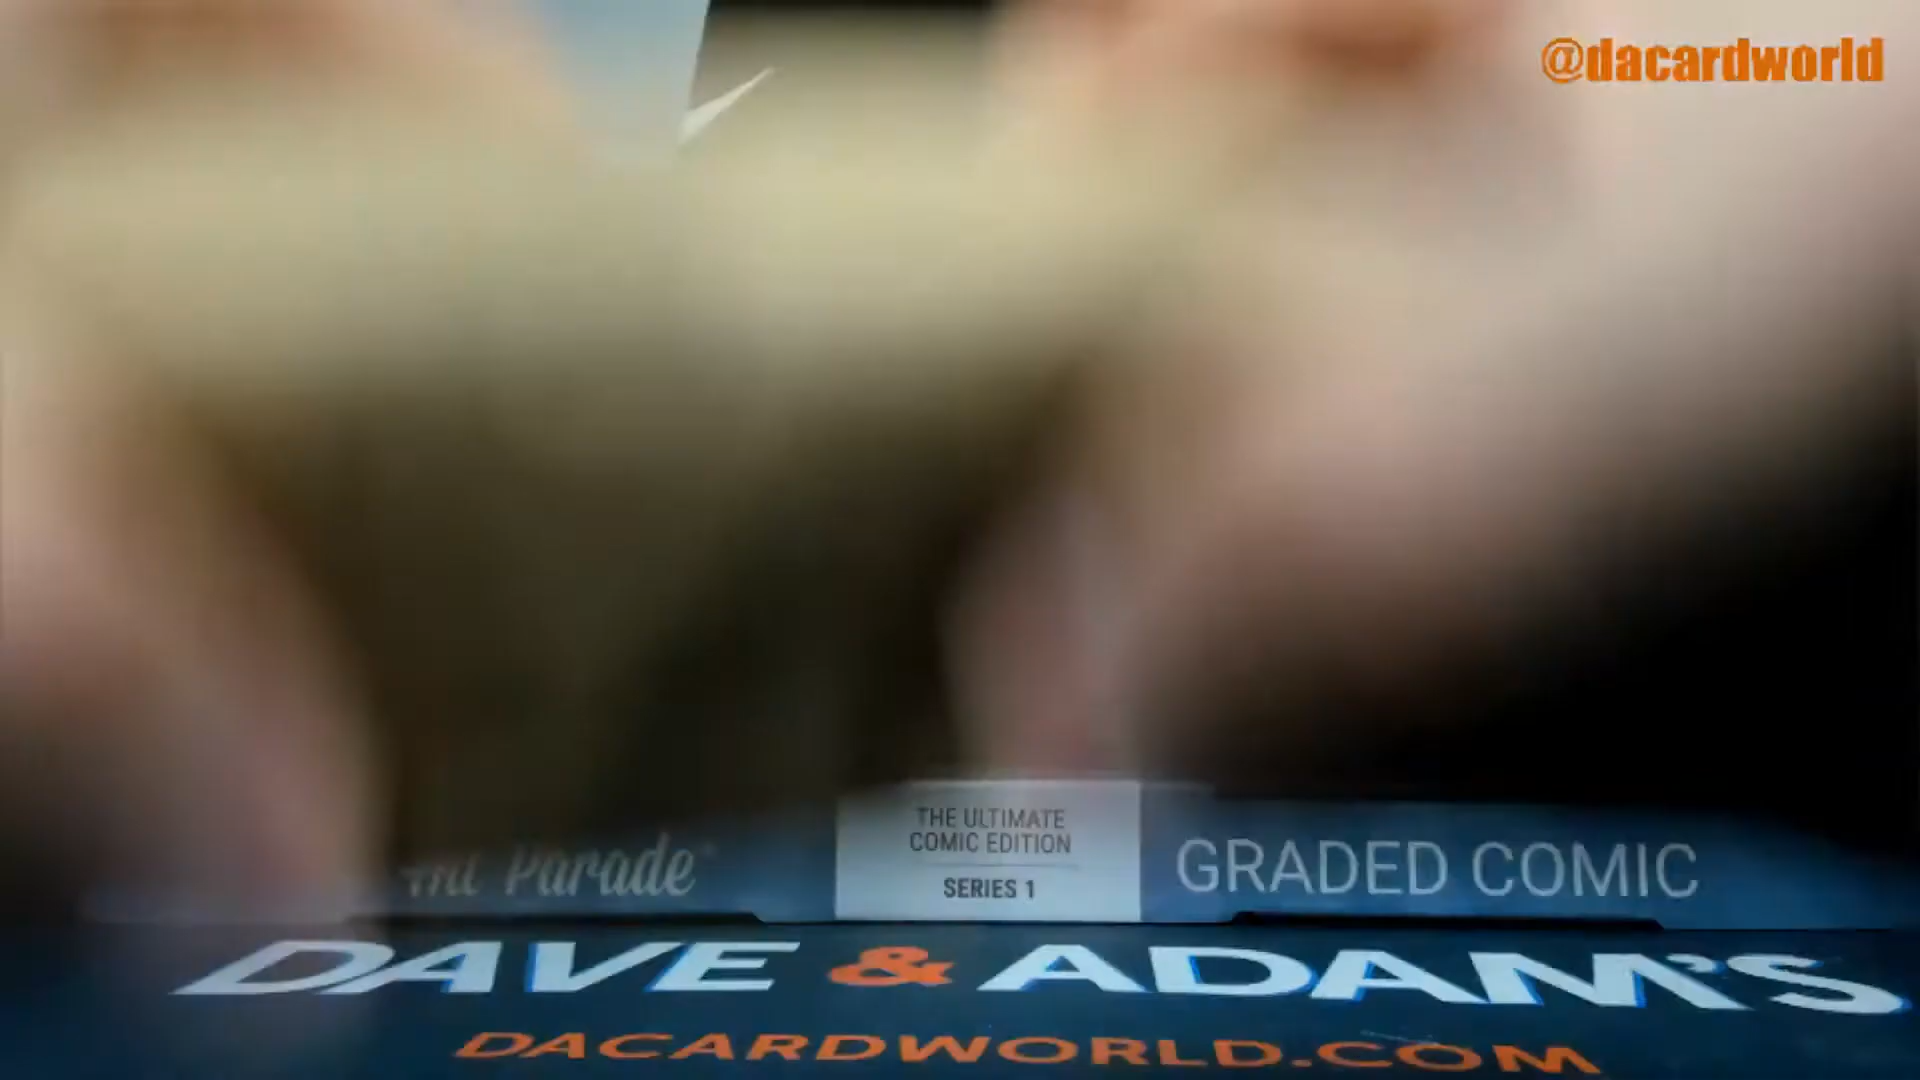 @dacardworld
Parade
THE ULTIMATE
COMIC EDITION
SERIES 1
GRADED COMIC
DAVE & ADAM'S
DACARDWORLD.COM